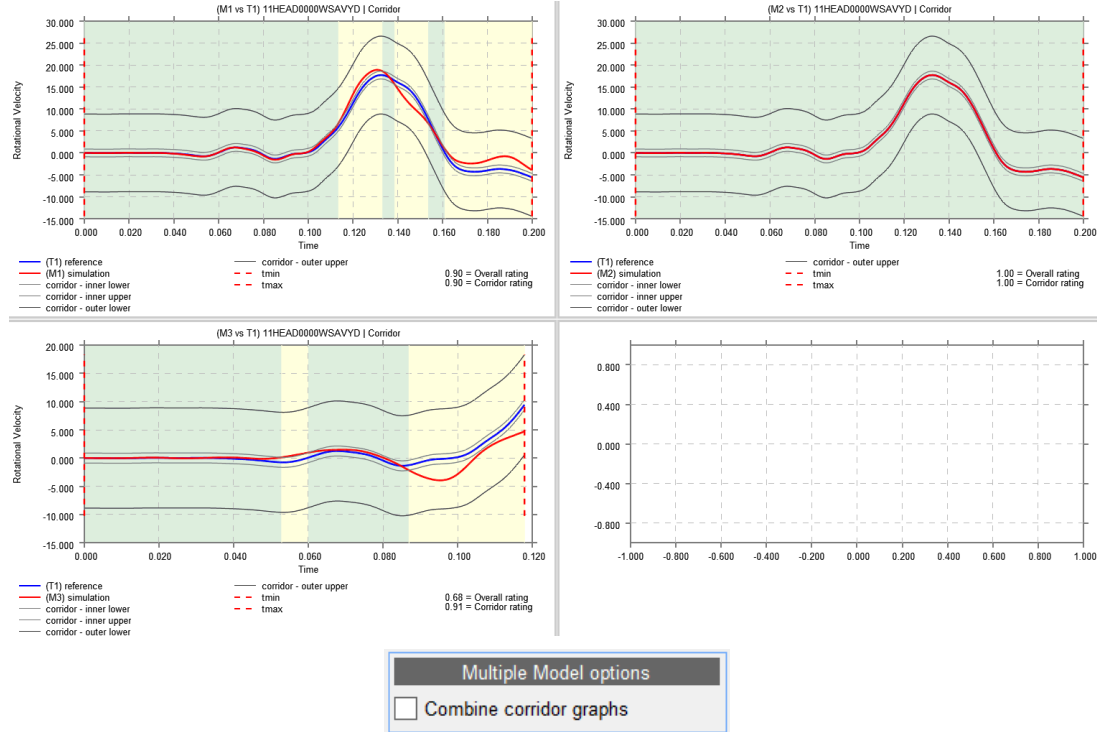 (M1 vs T1) 11HEAD0000WSAVYD | Corridor
30.000
25.000
20.000
15.000
10.000
5.000
0.000
-5.000
-10.000
-15.000
Rotational Velocity
0.000 0.020 0.040 0.060 0.080 0.100 0.120 0.140 0.160 0.180 0.200
Time
(T1) reference
(M1) simulation
corridor - inner lower
corridor - inner upper
corridor - outer lower
corridor - outer upper
tmin
tmax
0.90 = Overall rating
0.90 = Corridor rating
(M2 vs T1) 11HEAD0000WSAVYD | Corridor
30.000
25.000
20.000
15.000
10.000
5.000
0.000
-5.000
-10.000
-15.000
Rotational Velocity
0.000 0.020 0.040 0.060 0.080 0.100 0.120 0.140 0.160 0.180 0.200
Time
(T1) reference
(M2) simulation
corridor - inner lower
corridor - inner upper
corridor - outer lower
corridor - outer upper
tmin
tmax
1.00 = Overall rating
1.00 = Corridor rating
(M3 vs T1) 11HEAD0000WSAVYD | Corridor
20.000
15.000
10.000
5.000
0.000
-5.000
-10.000
-15.000
Rotational Velocity
0.000 0.020 0.040 0.060 0.080 0.100 0.120
Time
(T1) reference
(M3) simulation
corridor - inner lower
corridor - inner upper
corridor - outer lower
corridor - outer upper
tmin
tmax
0.68 = Overall rating
0.91 = Corridor rating
0.800
0.400
0.000
-0.400
-0.800
-1.000 -0.800 -0.600 -0.400 -0.200 0.000 0.200 0.400 0.600 0.800 1.000
Multiple Model options
Combine corridor graphs